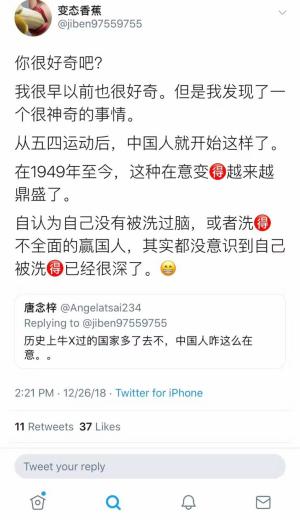 变态香蕉
@jiben97559755
你很好奇吧？
我很早以前也很好奇。但是我发现了一
个很神奇的事情。
从五四运动后，中国人就开始这样了。
在1949年至今，这种在意变🉐越来越
鼎盛了。
自认为自己没有被洗过脑，或者洗🉐
不全面的赢国人，其实都没意识到自己
被洗🉐已经很深了。😁
唐念梓 @Angelatsai234
Replying to @jiben97559755
历史上牛X过的国家多了去不，中国人咋这么在
意。。
2:21 PM · 12/26/18 · Twitter for iPhone
11 Retweets 37 Likes
Tweet your reply